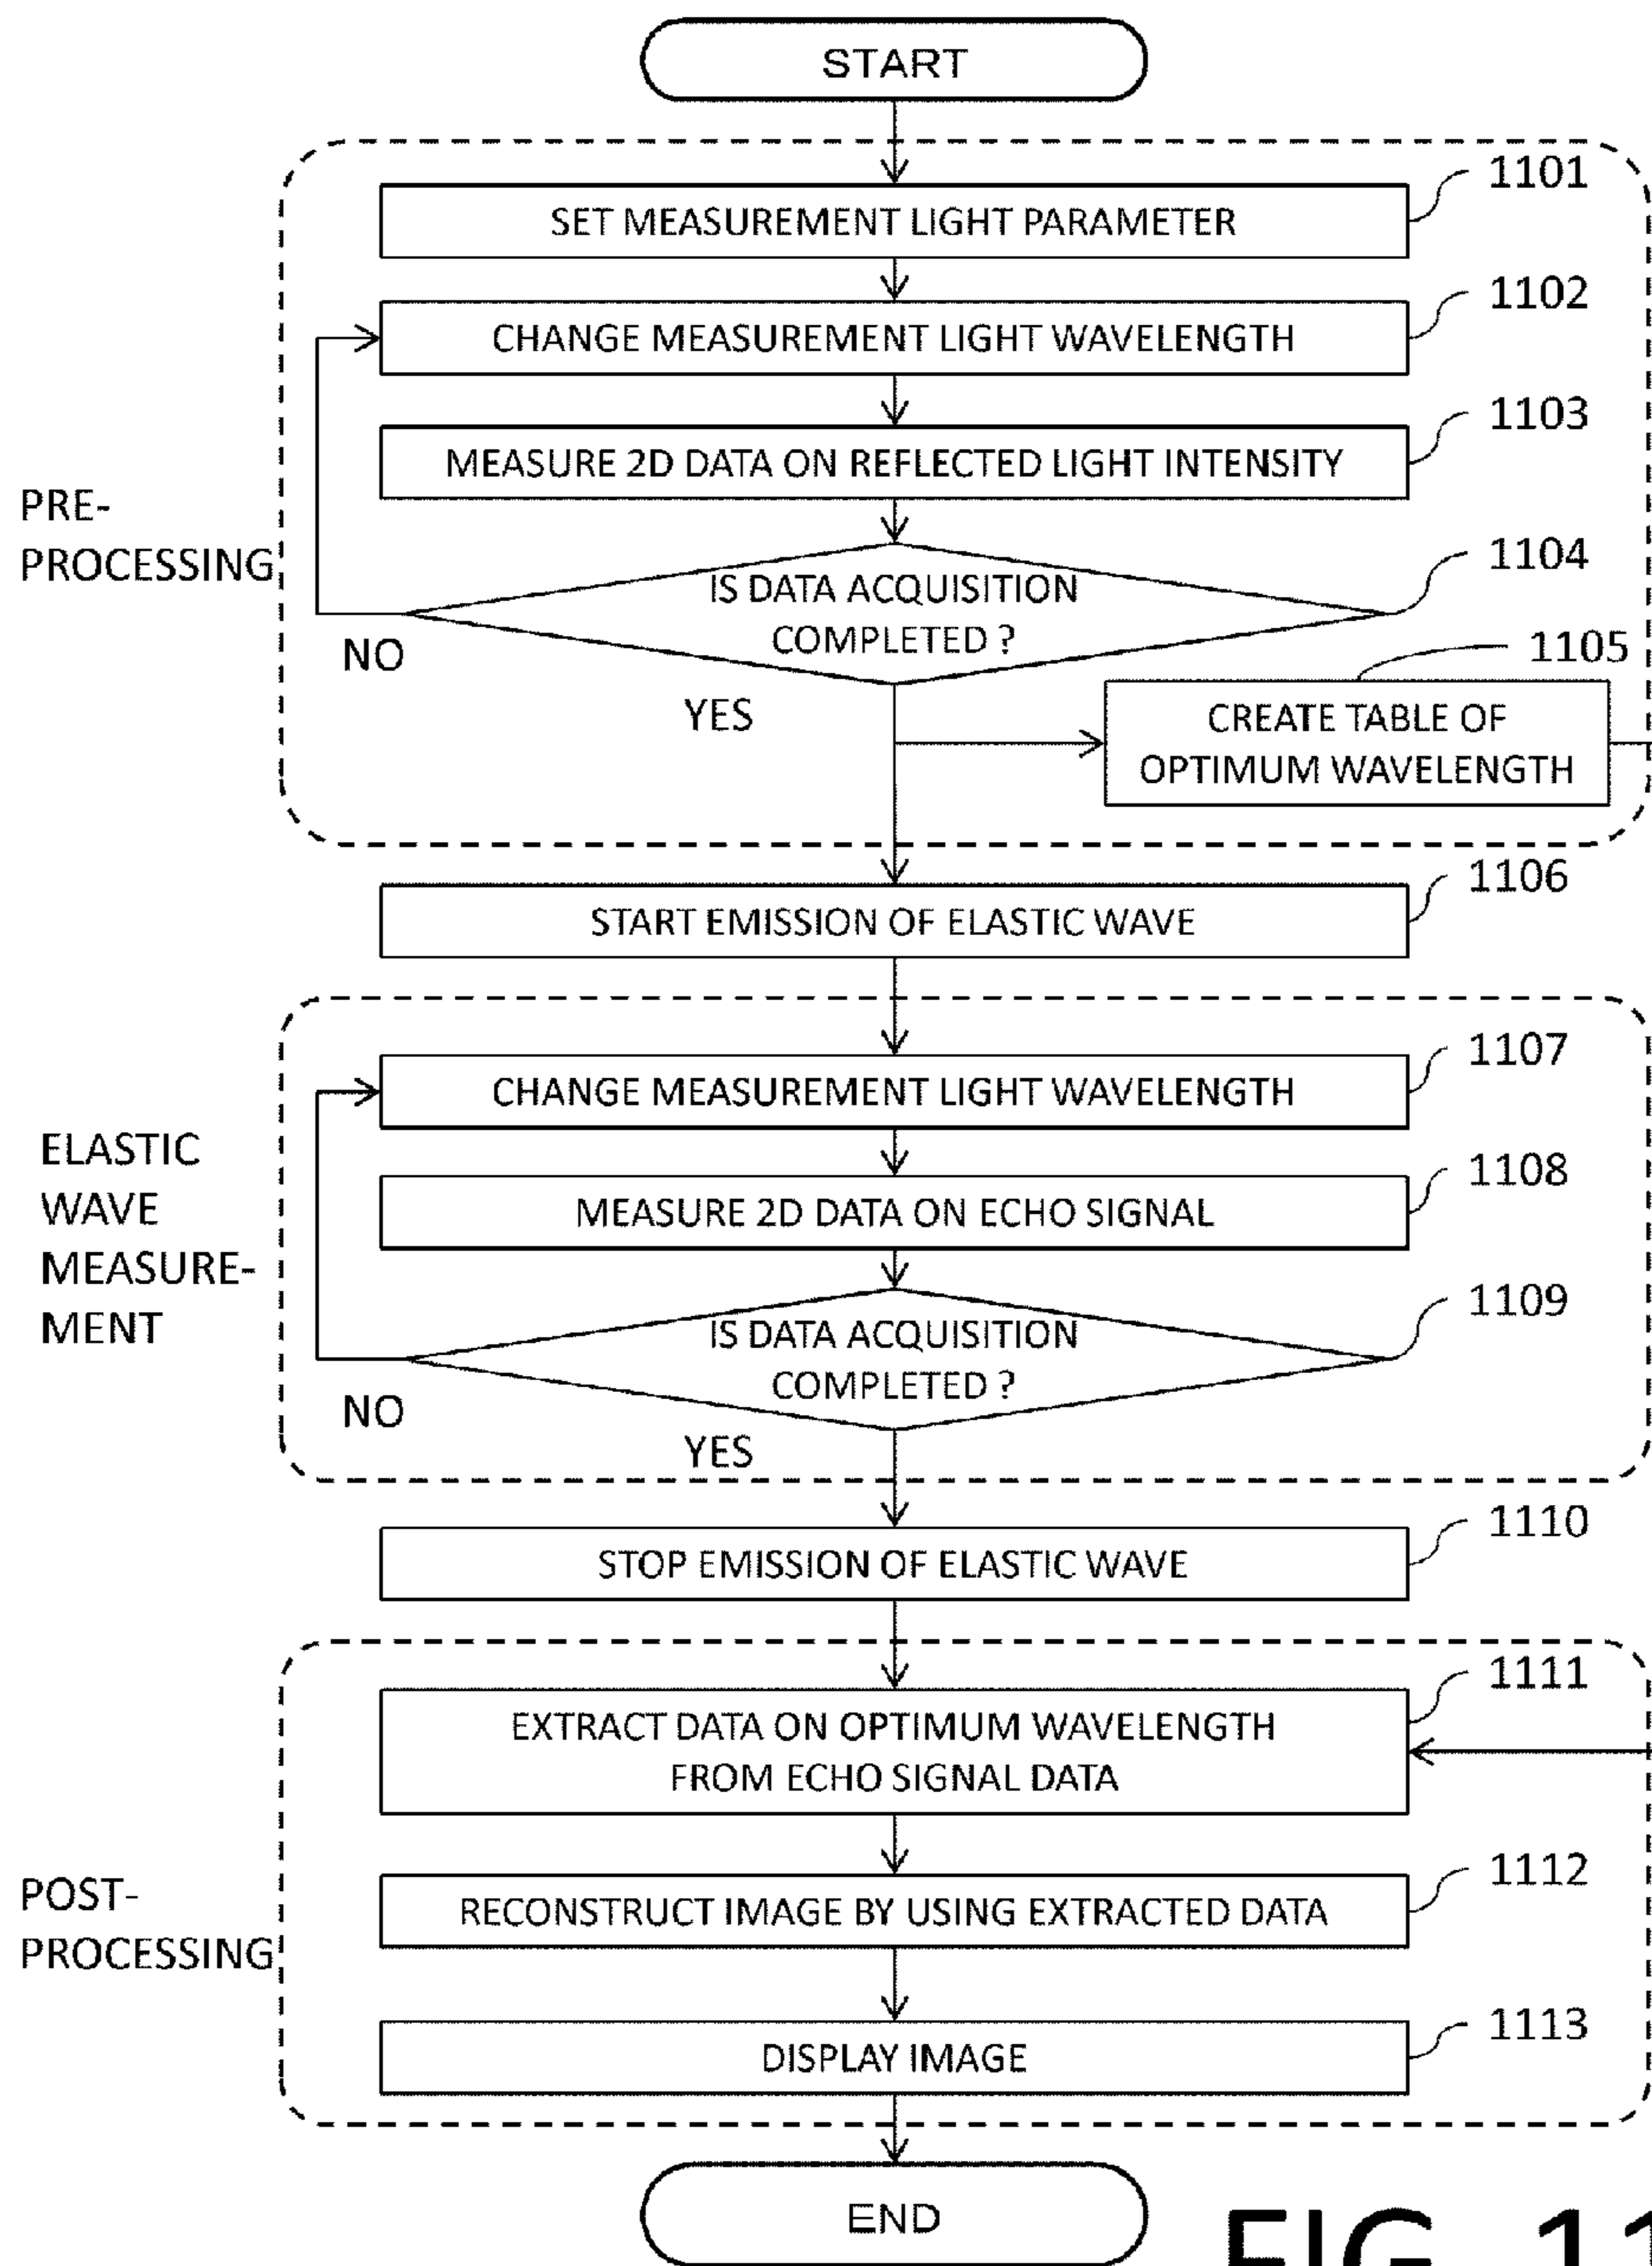 START
1101
SET MEASUREMENT LIGHT PARAMETER
1102
CHANGE MEASUREMENT LIGHT WAVELENGTH
1103
MEASURE 2D DATA ON REFLECTED LIGHT INTENSITY
PRE-
PROCESSING
1104
IS DATA ACQUISITION
COMPLETED ?
NO
YES
1105
CREATE TABLE OF
OPTIMUM WAVELENGTH
1106
START EMISSION OF ELASTIC WAVE
1107
CHANGE MEASUREMENT LIGHT WAVELENGTH
ELASTIC
WAVE
MEASURE-
MENT
1108
MEASURE 2D DATA ON ECHO SIGNAL
1109
IS DATA ACQUISITION
COMPLETED ?
NO
YES
1110
STOP EMISSION OF ELASTIC WAVE
1111
EXTRACT DATA ON OPTIMUM WAVELENGTH
FROM ECHO SIGNAL DATA
POST-
PROCESSING
1112
RECONSTRUCT IMAGE BY USING EXTRACTED DATA
1113
DISPLAY IMAGE
END
FIG. 11